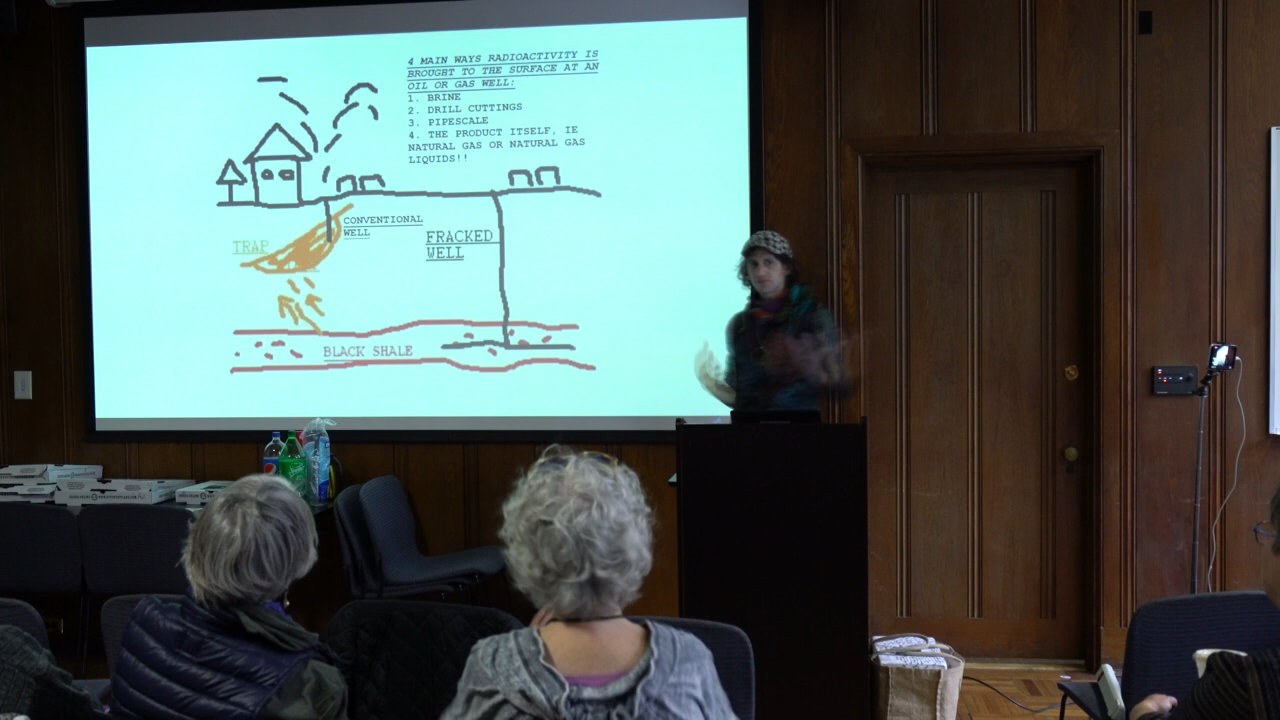 4 MAIN WAYS RADIOACTIVITY IS
BROUGHT TO THE SURFACE AT AN
OIL OR GAS WELL:
1. BRINE
2. DRILL CUTTINGS
3. PIPESCALE
4. THE PRODUCT ITSELF, IE
NATURAL GAS OR NATURAL GAS
LIQUIDS!!
CONVENTIONAL
WELL
TRAP
FRACKED
WELL
BLACK SHALE